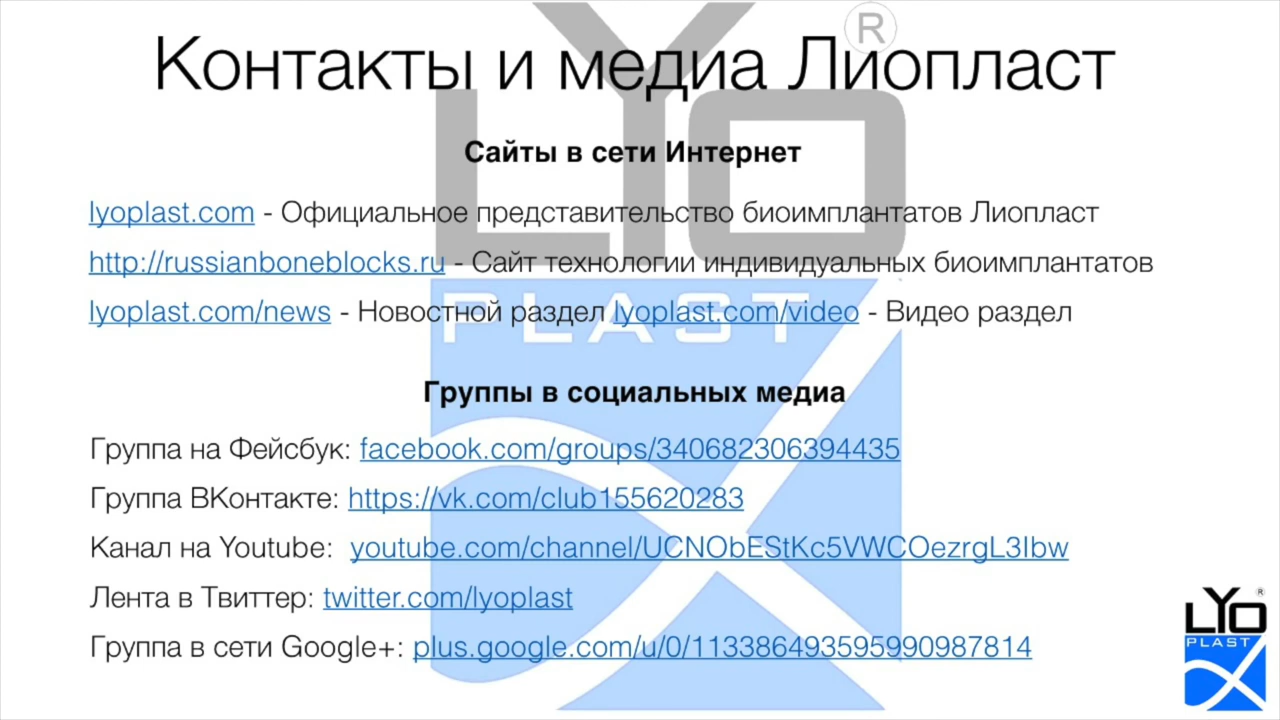 Контакты и медиа Лиопласт
Сайты в сети Интернет
lyoplast.com - Официальное представительство биоимплантатов Лиопласт
http://russianboneblocks.ru - Сайт технологии индивидуальных биоимплантатов
lyoplast.com/news - Новостной раздел lyoplast.com/video - Видео раздел
Группы в социальных медиа
Группа на Фейсбук: facebook.com/groups/340682306394435
Группа ВКонтакте: https://vk.com/club155620283
Канал на Youtube: youtube.com/channel/UCNObEStKc5VWCOezrgL3Ibw
Лента в Твиттер: twitter.com/lyoplast
Группа в сети Google+: plus.google.com/u/0/113386493595990987814
LYO ®
PLAST
LYO ®
PLAST